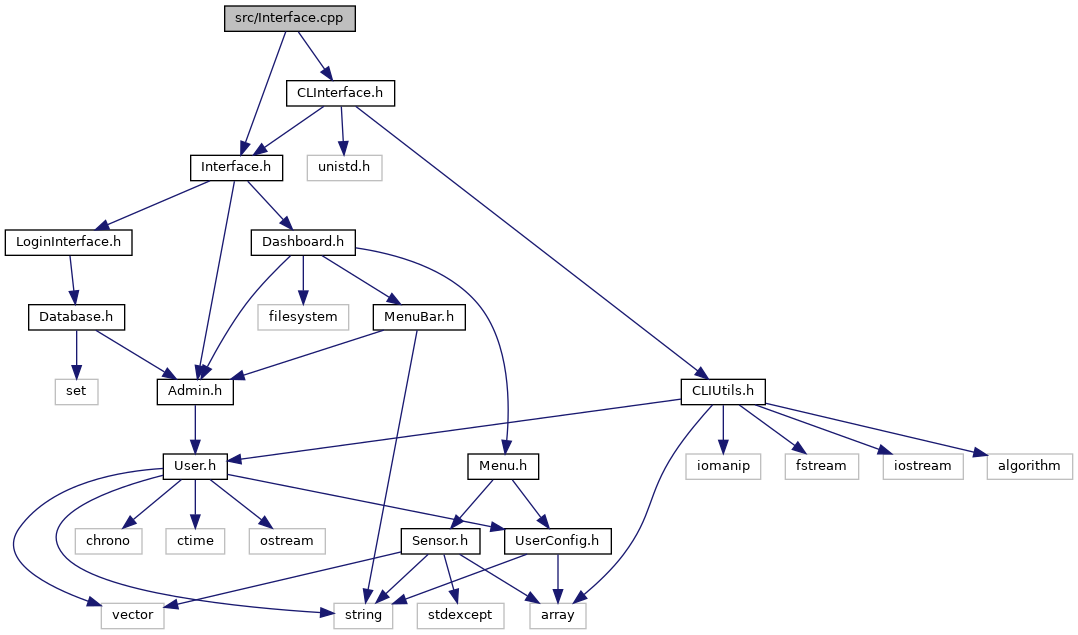 src/Interface.cpp
CLInterface.h
Interface.h
unistd.h
LoginInterface.h
Dashboard.h
Database.h
filesystem
MenuBar.h
set
Admin.h
CLIUtils.h
User.h
Menu.h
iomanip
fstream
iostream
algorithm
chrono
ctime
ostream
Sensor.h
UserConfig.h
vector
string
stdexcept
array